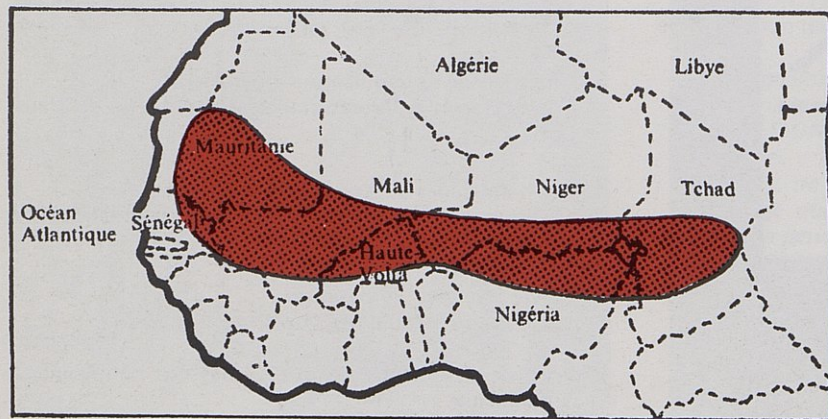 Algérie
Libye
Mauritanie
Mali
Niger
Tchad
Océan
Atlantique
Sénégal
Haute-
Volta
Nigéria